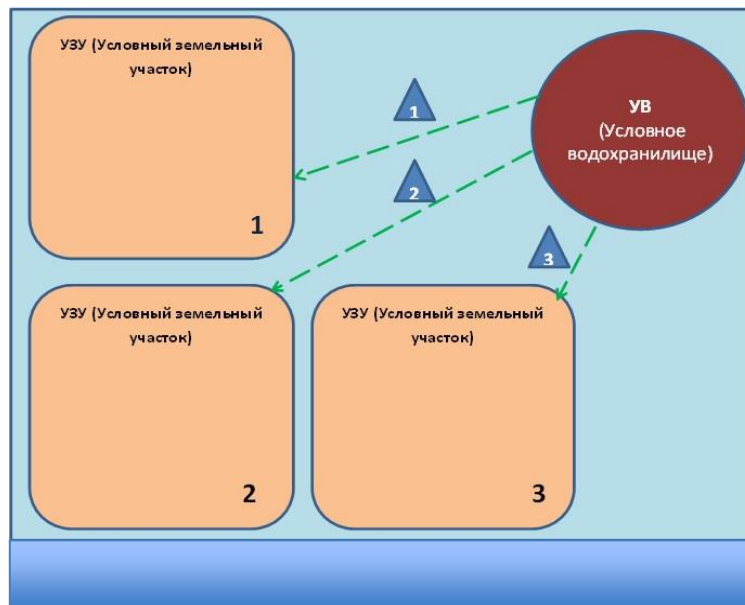 УЗУ (Условный земельный
участок)
1
УВ
(Условное
водохранилище)
1
2
3
УЗУ (Условный земельный
участок)
2
УЗУ (Условный земельный
участок)
3